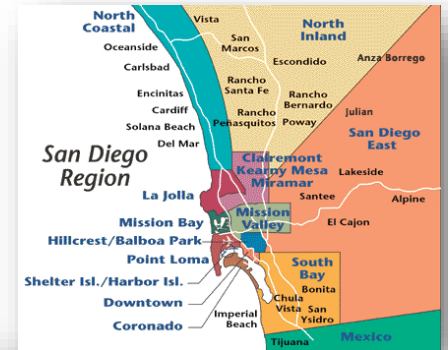 North
Coastal
Vista
San
Marcos
North
Inland
Oceanside
Escondido
Anza Borrego
Carlsbad
Rancho
Santa Fe
Encinitas
Rancho
Bernardo
Cardiff
Rancho
Peñasquitos
Poway
Julian
Solana Beach
San Diego
East
Del Mar
San Diego
Region
Clairemont
Kearny Mesa
Miramar
Lakeside
La Jolla
Santee
Alpine
Mission Bay
Mission
Valley
El Cajon
Hillcrest/Balboa Park
Point Loma
South
Bay
Shelter Isl./Harbor Isl.
Bonita
Downtown
Chula
Vista
San
Ysidro
Coronado
Imperial
Beach
Tijuana
Mexico